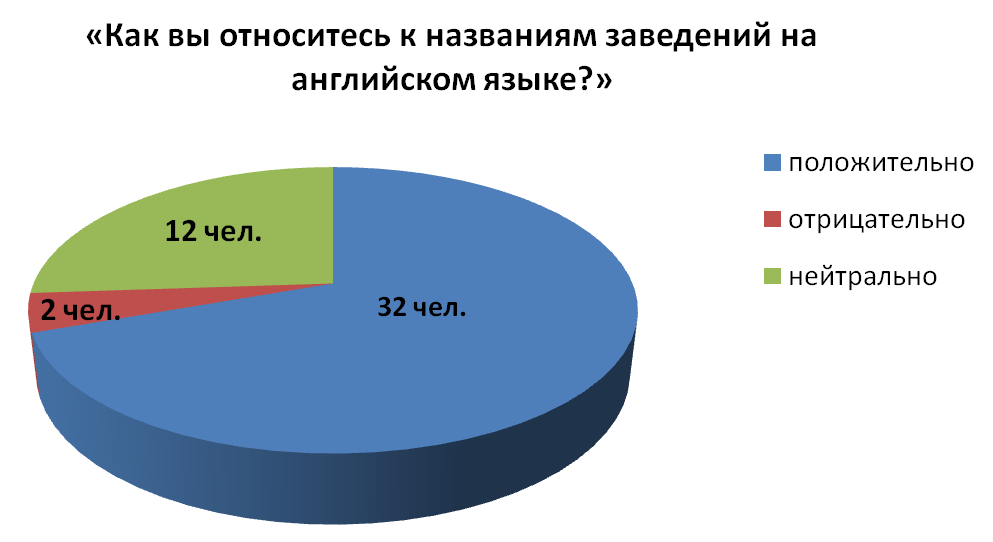 «Как вы относитесь к названиям заведений на
английском языке?»
положительно
отрицательно
нейтрально
12 чел.
2 чел.
32 чел.